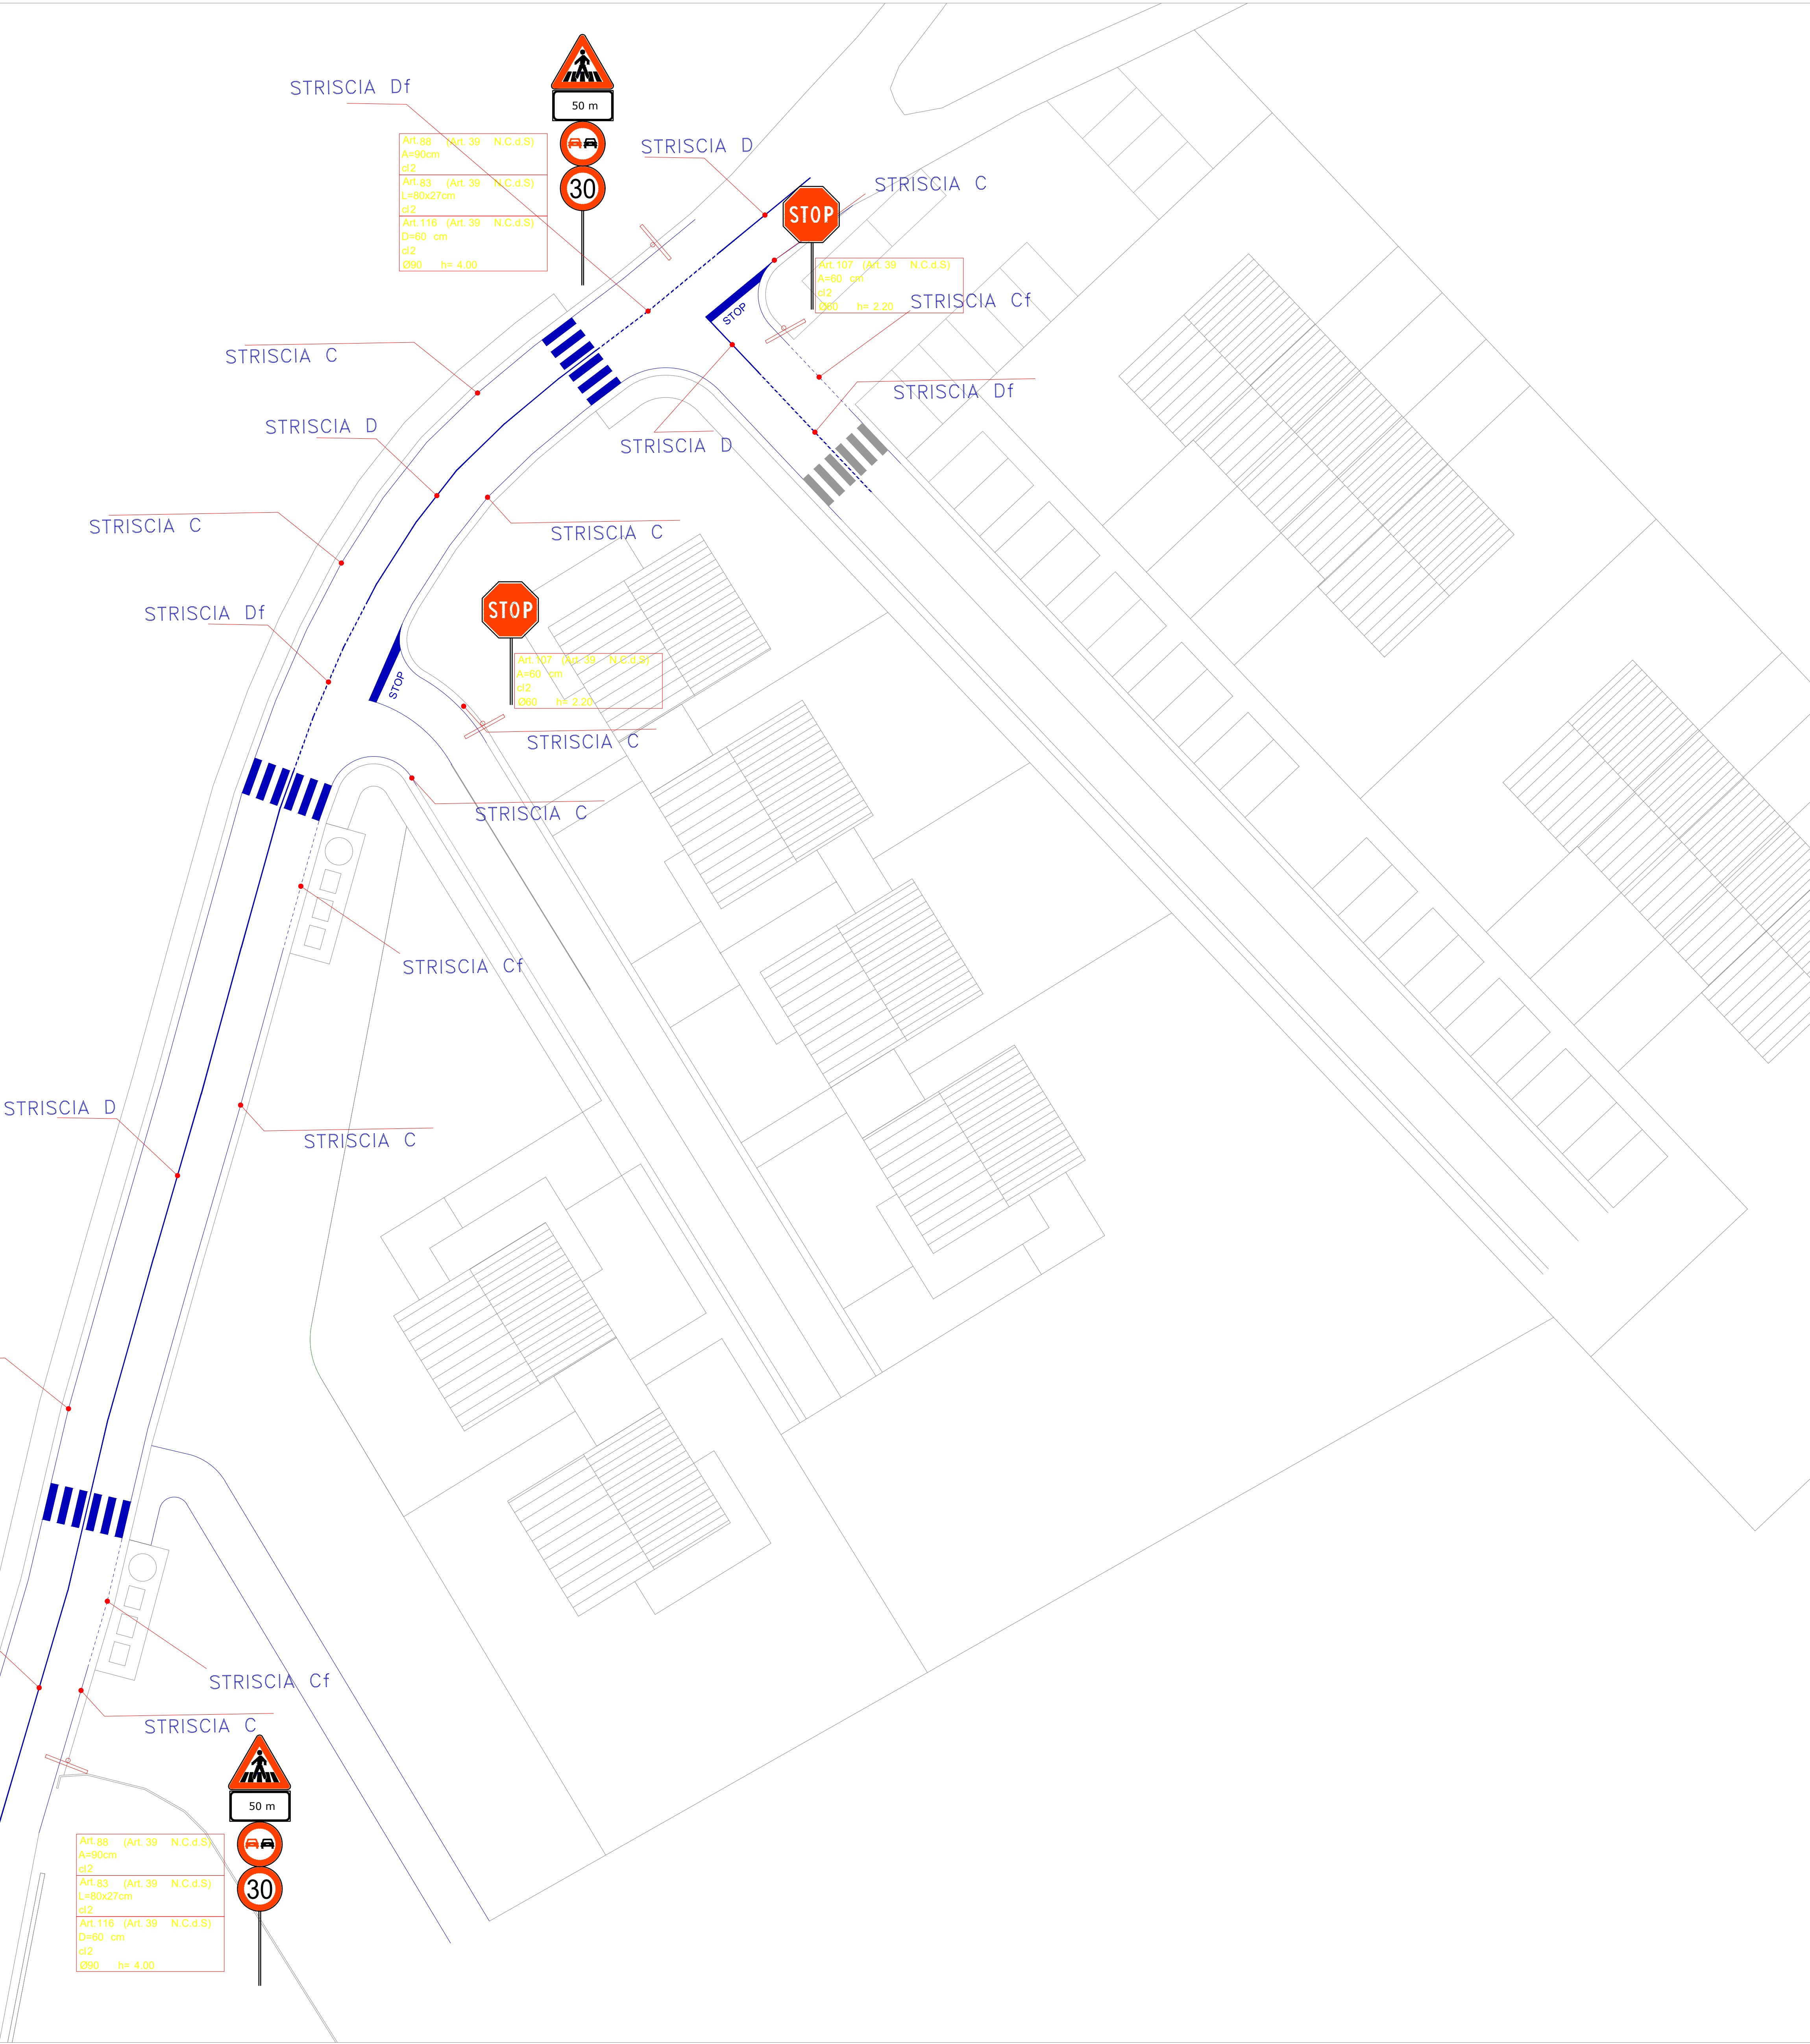 STRISCIA Df
50 m
Art.88 (Art. 39 N.C.d.S)
A=90cm
cl2
Art.83 (Art. 39 N.C.d.S)
L=80x27cm
cl2
Art.116 (Art. 39 N.C.d.S)
D=60 cm
cl2
Ø90 h= 4.00
30
STRISCIA D
STRISCIA C
STOP
Art.107 (Art. 39 N.C.d.S)
A=60 cm
cl2
Ø60 h= 2.20
STOP
STRISCIA Cf
STRISCIA C
STRISCIA Df
STRISCIA D
STRISCIA D
STRISCIA C
STRISCIA C
STRISCIA Df
STOP
Art.107 (Art. 39 N.C.d.S)
A=60 cm
cl2
Ø60 h= 2.20
STOP
STRISCIA C
STRISCIA C
STRISCIA Cf
STRISCIA D
STRISCIA C
STRISCIA Cf
STRISCIA C
50 m
30
Art.88 (Art. 39 N.C.d.S)
A=90cm
cl2
Art.83 (Art. 39 N.C.d.S)
L=80x27cm
cl2
Art.116 (Art. 39 N.C.d.S)
D=60 cm
cl2
Ø90 h= 4.00